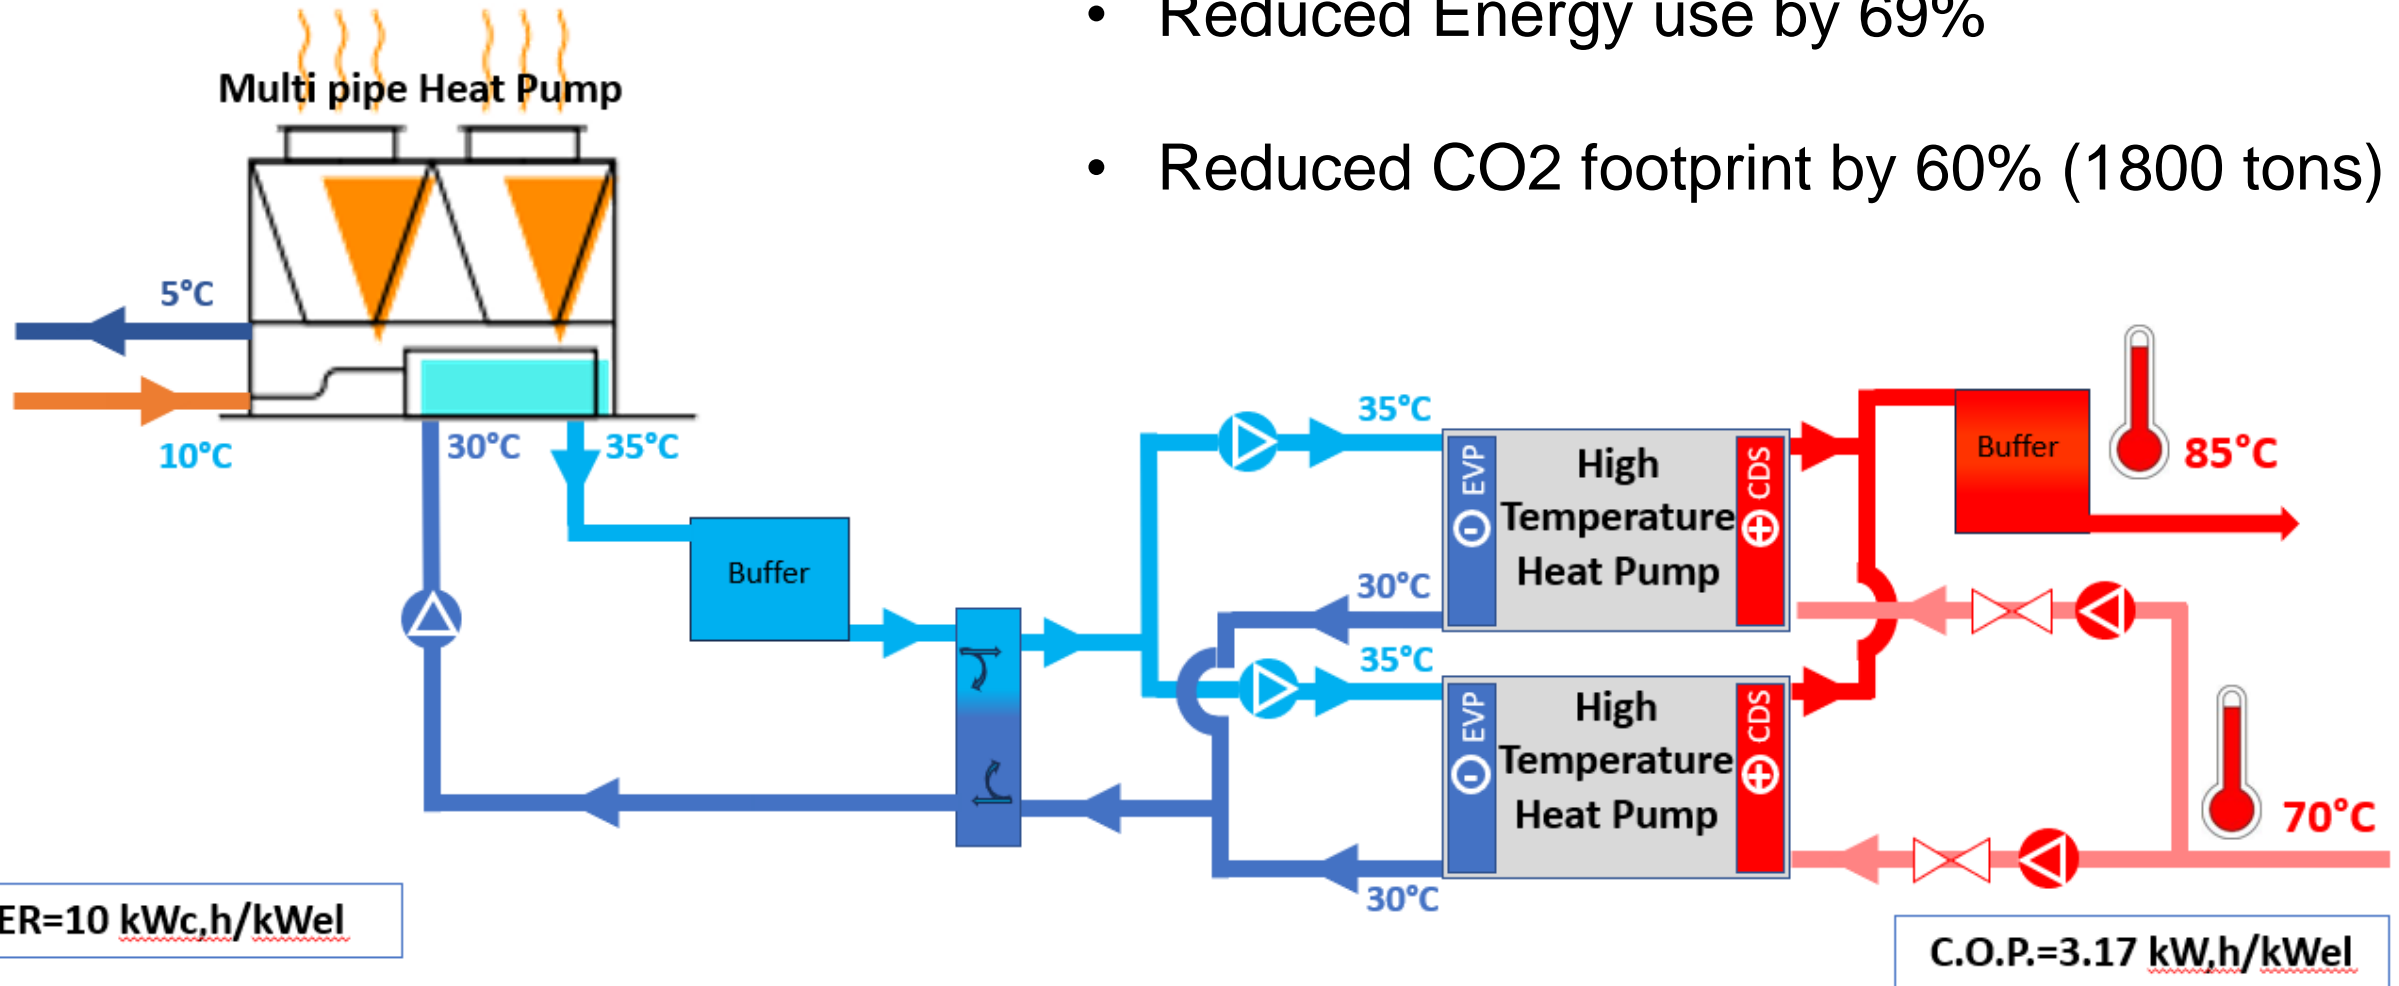 • Reduced Energy use by 69%
• Reduced CO2 footprint by 60% (1800 tons)
Multi pipe Heat Pump
5°C
10°C
30°C
35°C
Buffer
35°C
EVP
-
High
Temperature
Heat Pump
CDS
+
30°C
35°C
EVP
-
High
Temperature
Heat Pump
CDS
+
30°C
Buffer
85°C
70°C
ER=10 kWc,h/kWel
C.O.P.=3.17 kW,h/kWel